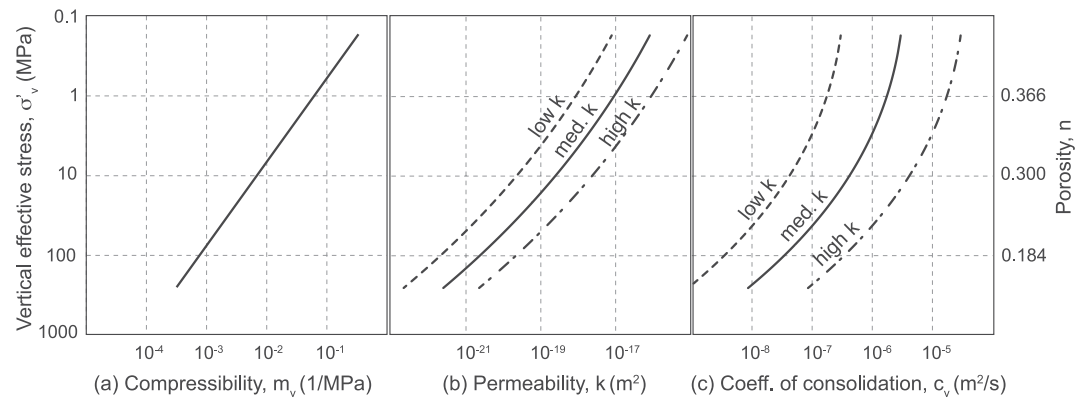 Vertical effective stress, σ'v (MPa)
0.1
1
10
100
1000
10-4
10-3
10-2
10-1
(a) Compressibility, mv (1/MPa)
low k
med. k
high k
10-21
10-19
10-17
(b) Permeability, k (m2)
low k
med. k
high k
10-8
10-7
10-6
10-5
(c) Coeff. of consolidation, cv (m2/s)
0.366
0.300
0.184
Porosity, n